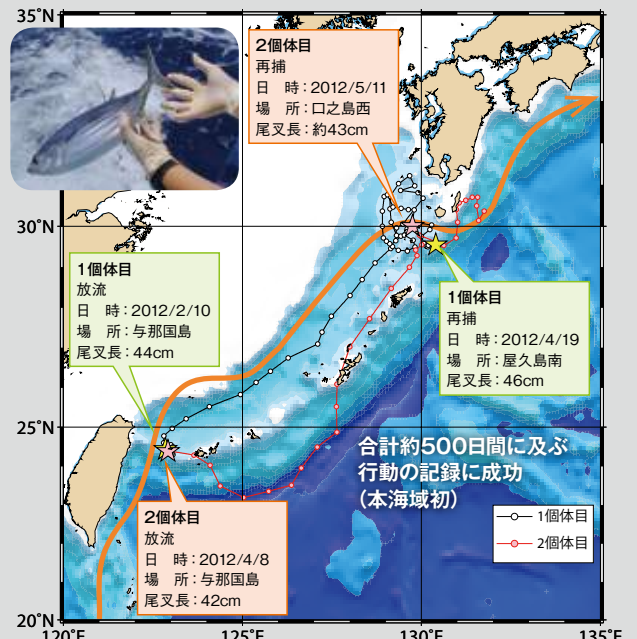 35°N
2個体目
再捕
日　時：2012/5/11
場　所：口之島西
尾叉長：約43cm
30°N
1個体目
放流
日　時：2012/2/10
場　所：与那国島
尾叉長：44cm
1個体目
再捕
日　時：2012/4/19
場　所：屋久島南
尾叉長：46cm
25°N
合計約500日間に及ぶ
行動の記録に成功
（本海域初）
2個体目
放流
日　時：2012/4/8
場　所：与那国島
尾叉長：42cm
1個体目
2個体目
20°N
120°E
125°E
130°E
135°E